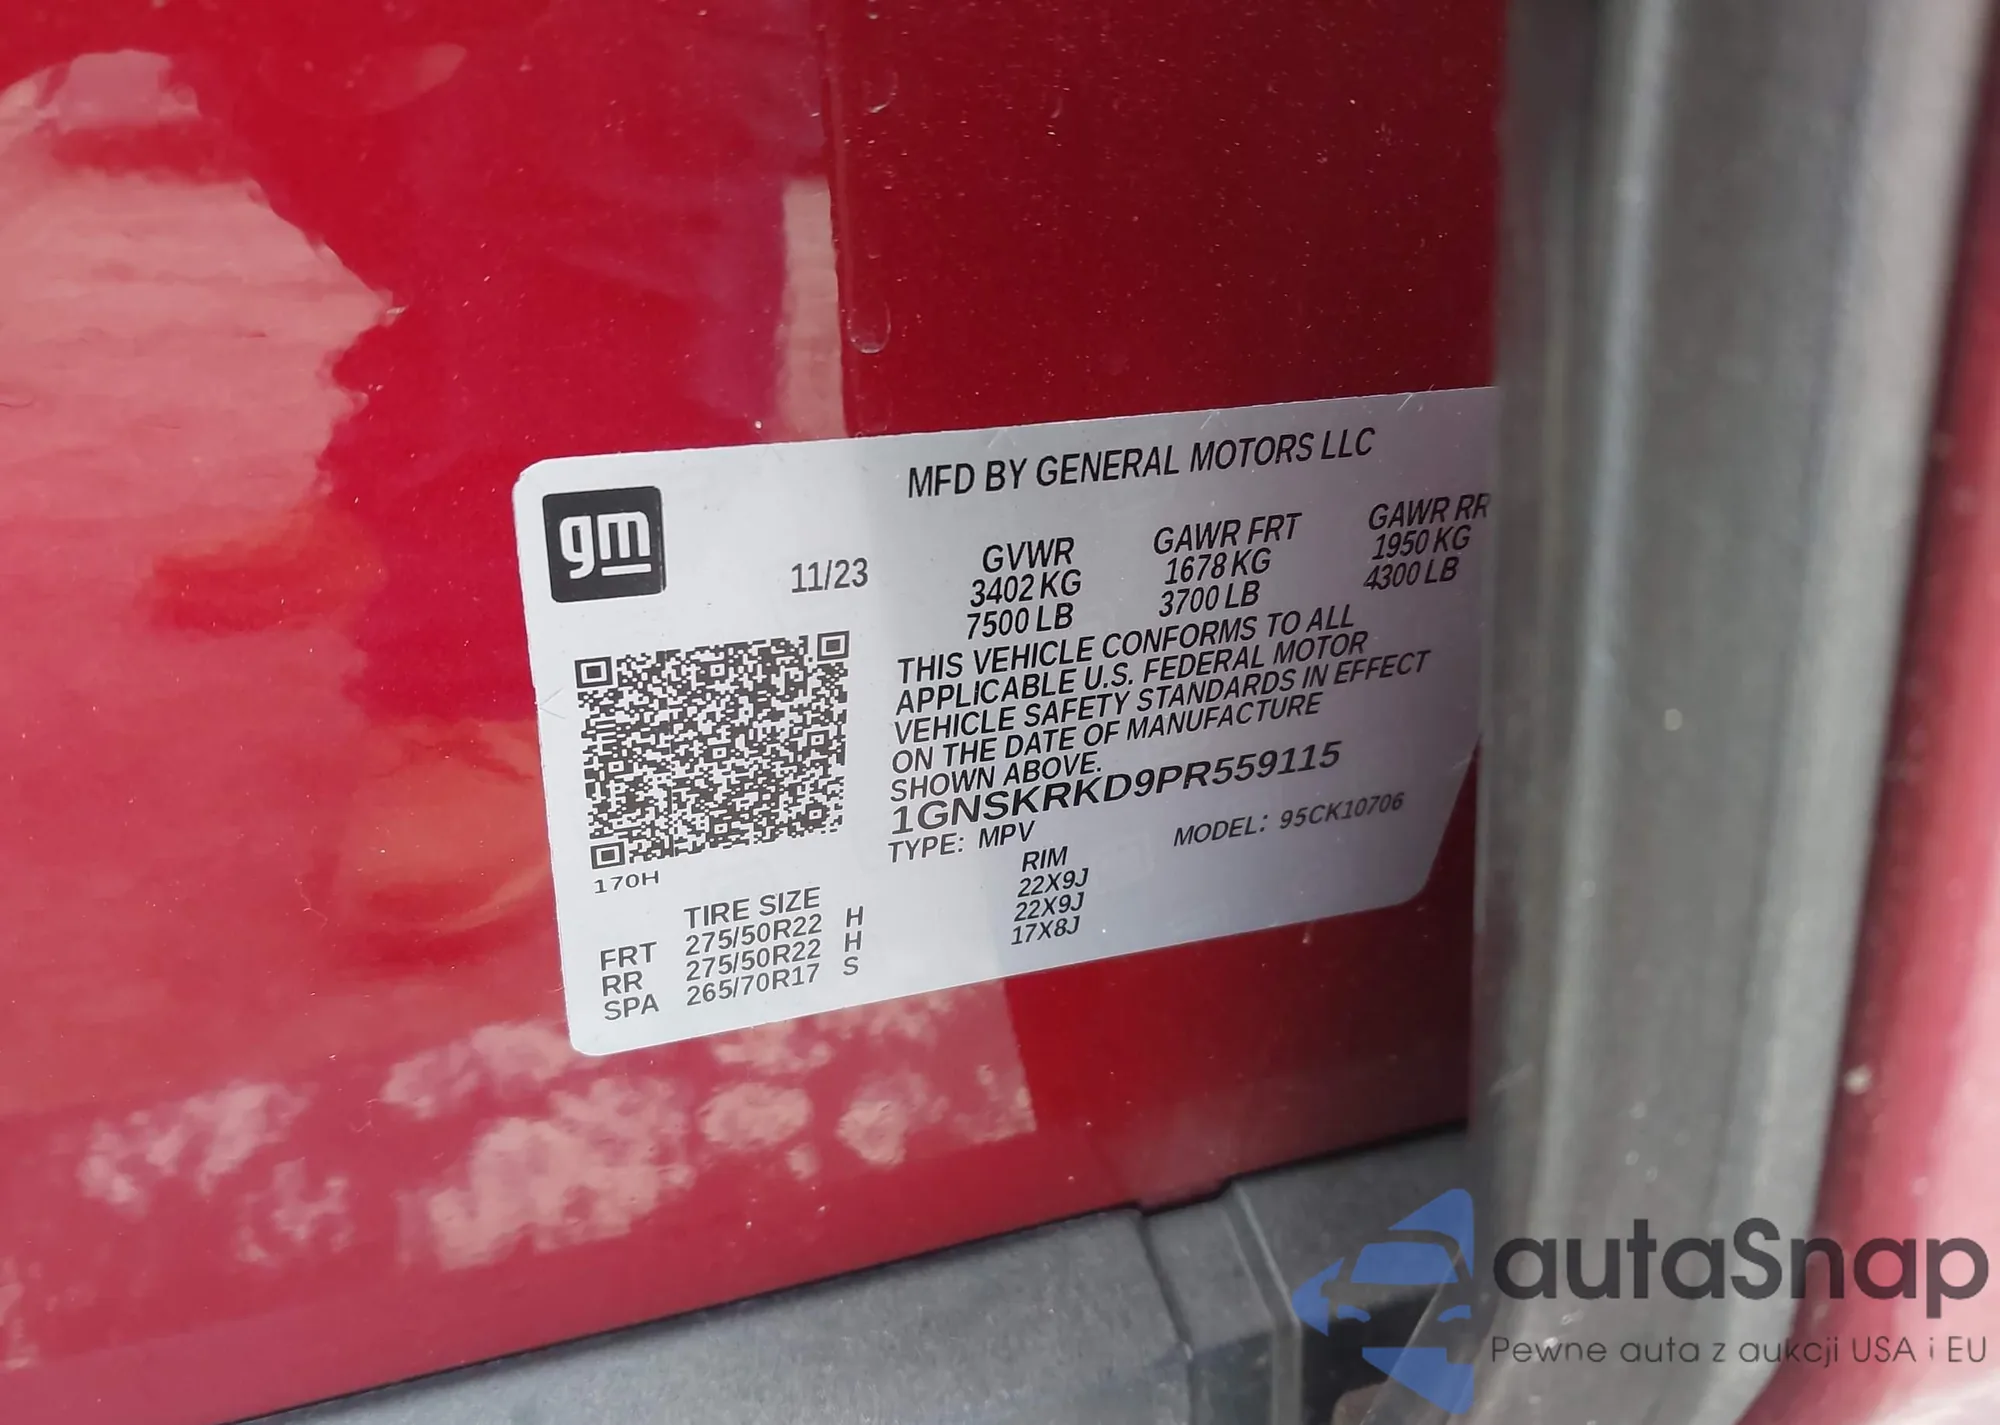 MFD BY GENERAL MOTORS LLC
gm
11/23
GVWR GAWR FRT GAWR RR
3402 KG 1678 KG 1950 KG
7500 LB 3700 LB 4300 LB
THIS VEHICLE CONFORMS TO ALL
APPLICABLE U.S. FEDERAL MOTOR
VEHICLE SAFETY STANDARDS IN EFFECT
ON THE DATE OF MANUFACTURE
SHOWN ABOVE.
1GNSKRKD9PR559115
TYPE: MPV MODEL: 95CK10706
170H
TIRE SIZE RIM
FRT 275/50R22 H 22X9J
RR 275/50R22 H 22X9J
SPA 265/70R17 S 17X8J
autaSnap
Pewne auta z aukcji USA i EU